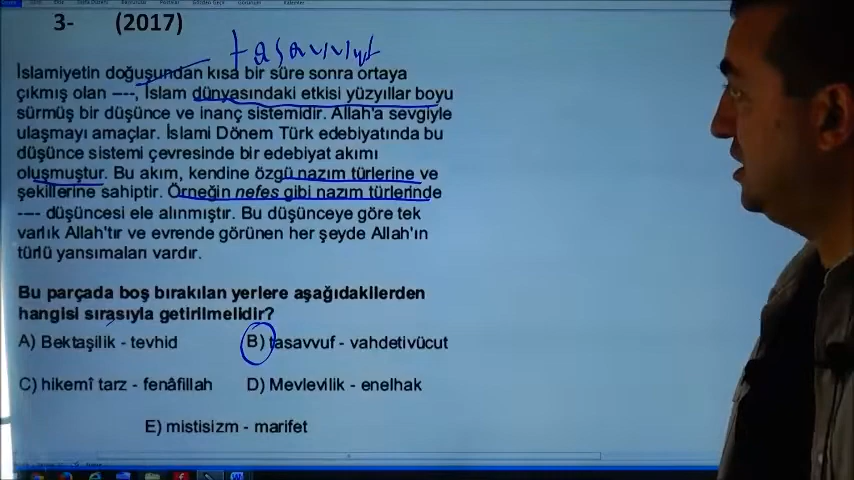 3- (2017)
tasavvuf
İslamiyetin doğuşundan kısa bir süre sonra ortaya
çıkmış olan ----, İslam dünyasındaki etkisi yüzyıllar boyu
sürmüş bir düşünce ve inanç sistemidir. Allah'a sevgiyle
ulaşmayı amaçlar. İslami Dönem Türk edebiyatında bu
düşünce sistemi çevresinde bir edebiyat akımı
oluşmuştur. Bu akım, kendine özgü nazım türlerine ve
şekillerine sahiptir. Örneğin nefes gibi nazım türlerinde
---- düşüncesi ele alınmıştır. Bu düşünceye göre tek
varlık Allah'tır ve evrende görünen her şeyde Allah'ın
türlü yansımaları vardır.
Bu parçada boş bırakılan yerlere aşağıdakilerden
hangisi sırasıyla getirilmelidir?
A) Bektaşilik - tevhid B) tasavvuf - vahdetivücut
C) hikemî tarz - fenâfillah D) Mevlevilik - enelhak
E) mistisizm - marifet